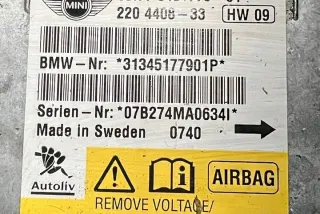 MINI
220 4408-33 HW 09
BMW-Nr: *31345177901P*
Serien-Nr: *07B274MA0634I*
Made in Sweden 0740
Autoliv
AIRBAG
REMOVE VOLTAGE/